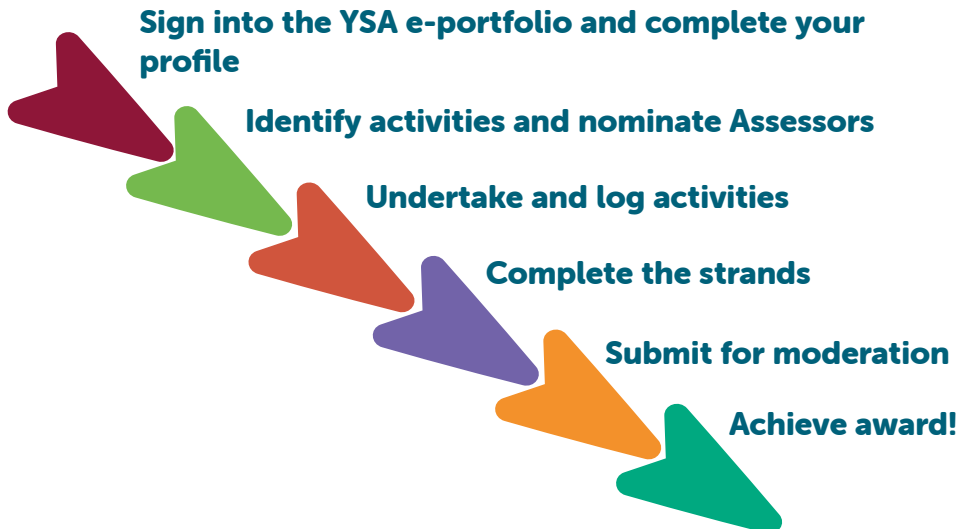 Sign into the YSA e-portfolio and complete your
profile
Identify activities and nominate Assessors
Undertake and log activities
Complete the strands
Submit for moderation
Achieve award!